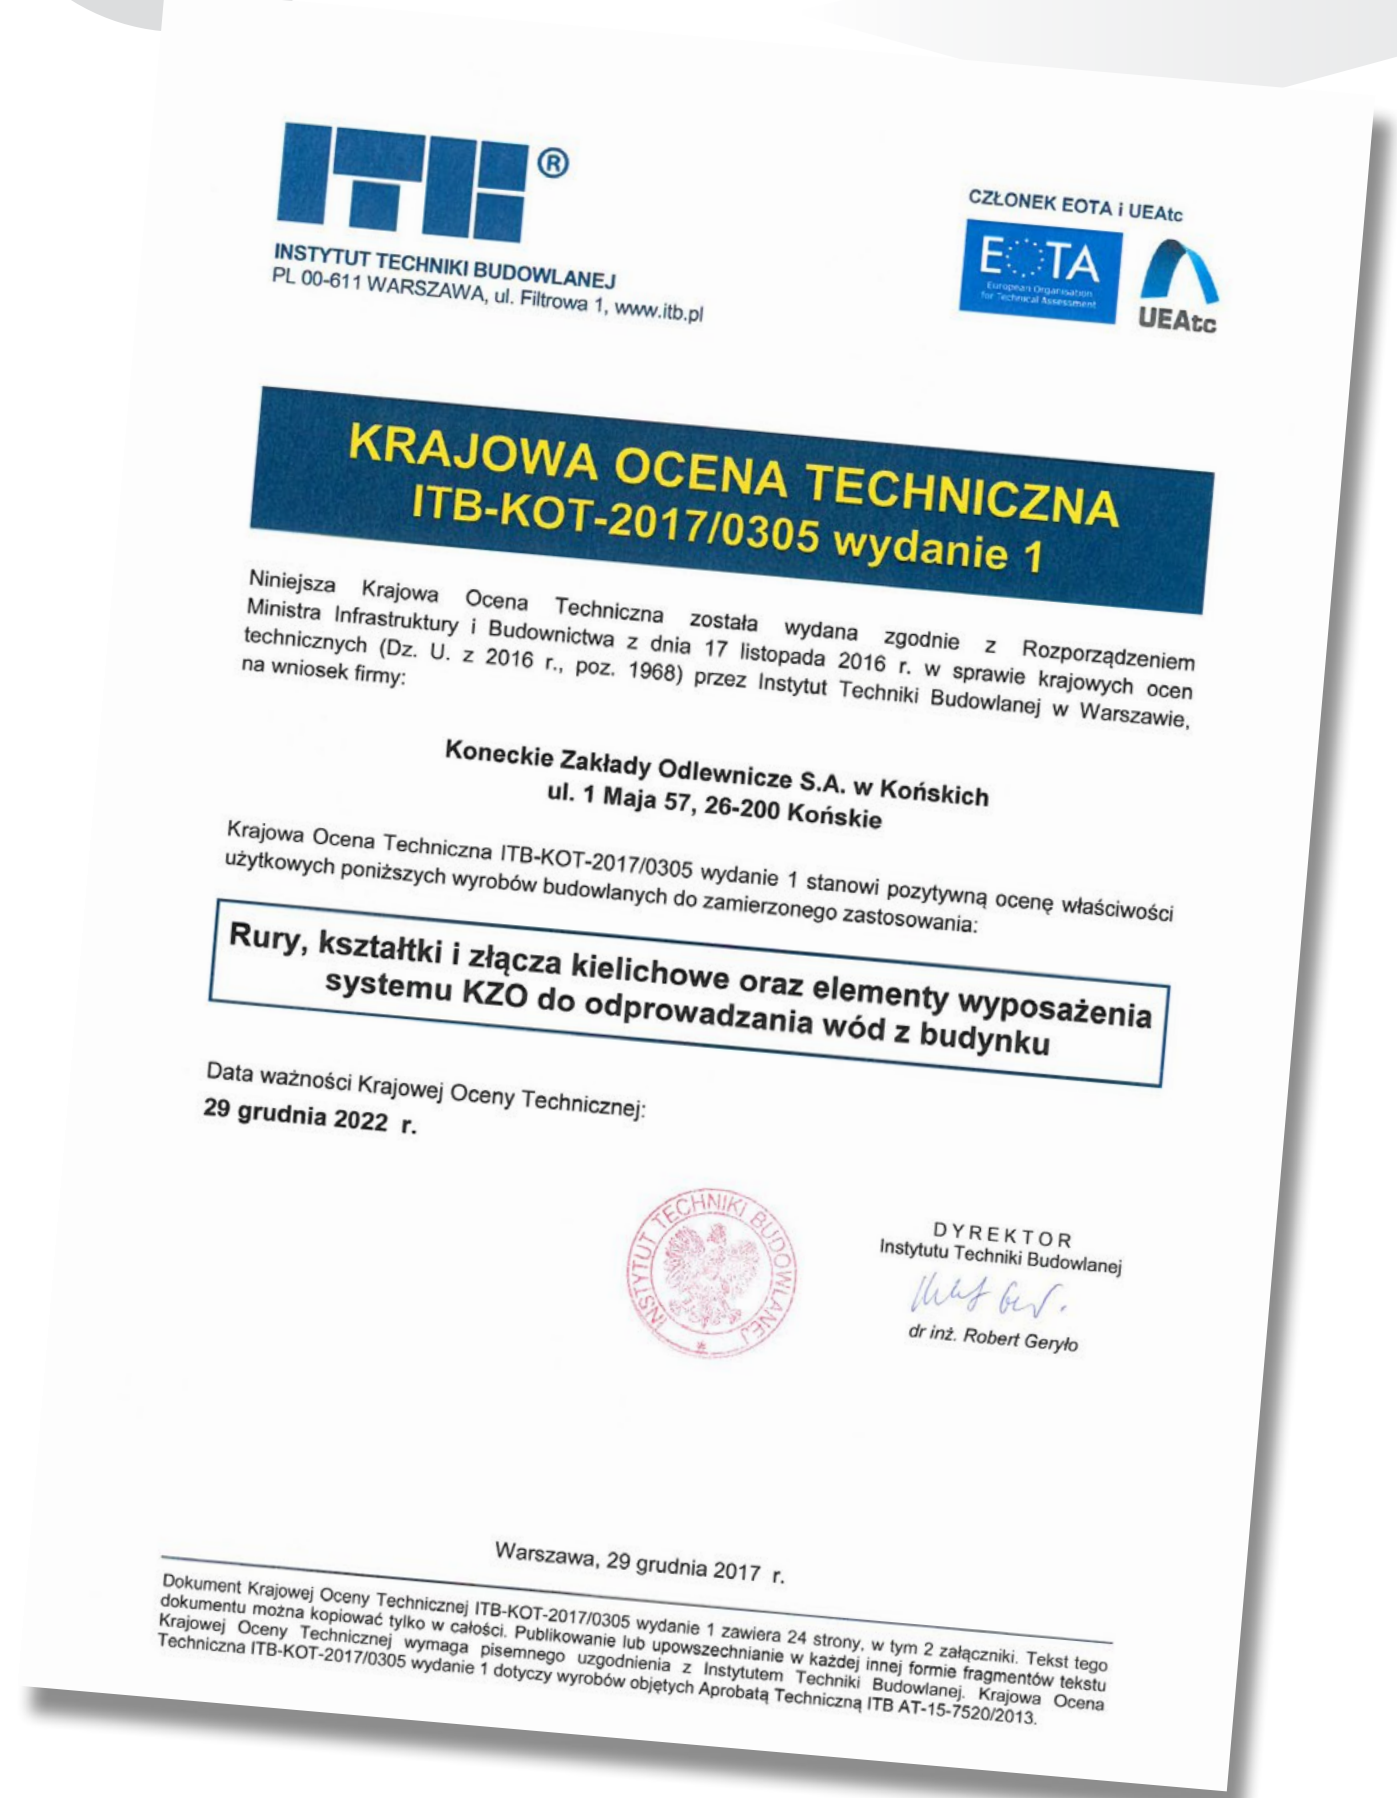 ITB®
INSTYTUT TECHNIKI BUDOWLANEJ
PL 00-611 WARSZAWA, ul. Filtrowa 1, www.itb.pl
CZŁONEK EOTA i UEAtc
EOTA
European Organisation
for Technical Assessment
UEAtc
KRAJOWA OCENA TECHNICZNA
ITB-KOT-2017/0305 wydanie 1
Niniejsza Krajowa Ocena Techniczna została wydana zgodnie z Rozporządzeniem
Ministra Infrastruktury i Budownictwa z dnia 17 listopada 2016 r. w sprawie krajowych ocen
technicznych (Dz. U. z 2016 r., poz. 1968) przez Instytut Techniki Budowlanej w Warszawie,
na wniosek firmy:
Koneckie Zakłady Odlewnicze S.A. w Końskich
ul. 1 Maja 57, 26-200 Końskie
Krajowa Ocena Techniczna ITB-KOT-2017/0305 wydanie 1 stanowi pozytywną ocenę właściwości
użytkowych poniższych wyrobów budowlanych do zamierzonego zastosowania:
Rury, kształtki i złącza kielichowe oraz elementy wyposażenia
systemu KZO do odprowadzania wód z budynku
Data ważności Krajowej Oceny Technicznej:
29 grudnia 2022 r.
INSTYTUT TECHNIKI BUDOWLANEJ *
DYREKTOR
Instytutu Techniki Budowlanej
dr inż. Robert Geryło
Warszawa, 29 grudnia 2017 r.
Dokument Krajowej Oceny Technicznej ITB-KOT-2017/0305 wydanie 1 zawiera 24 strony, w tym 2 załączniki. Tekst tego
dokumentu można kopiować tylko w całości. Publikowanie lub upowszechnianie w każdej innej formie fragmentów tekstu
Krajowej Oceny Technicznej wymaga pisemnego uzgodnienia z Instytutem Techniki Budowlanej. Krajowa Ocena
Techniczna ITB-KOT-2017/0305 wydanie 1 dotyczy wyrobów objętych Aprobatą Techniczną ITB AT-15-7520/2013.